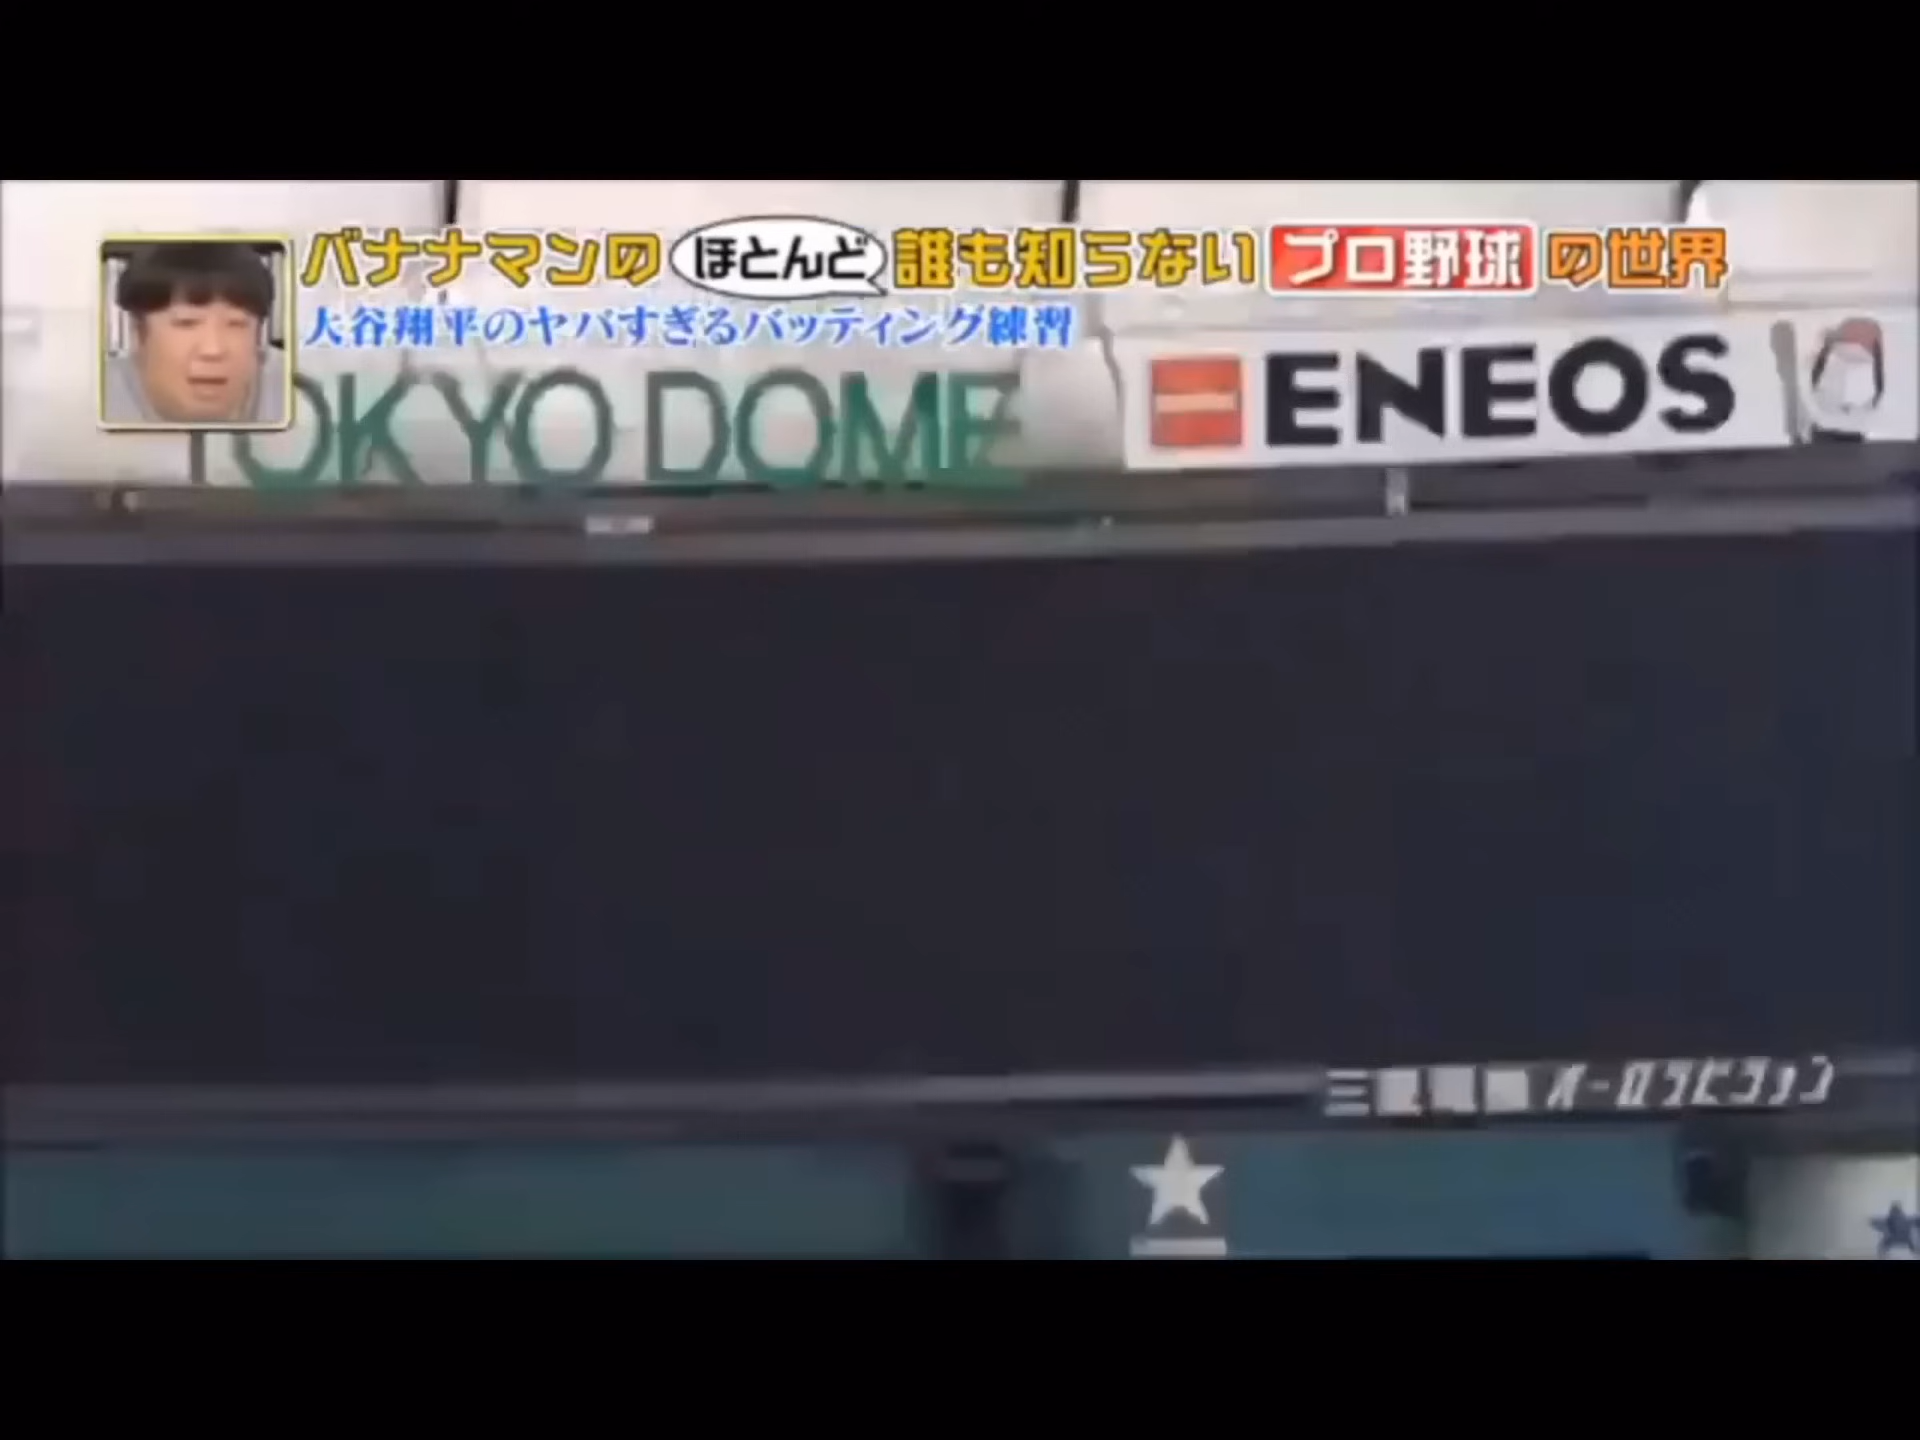 バナナマンのほとんど誰も知らないプロ野球の世界
大谷翔平のヤバすぎるバッティング練習
TOKYO DOME
ENEOS
三菱電機 オーロラビジョン